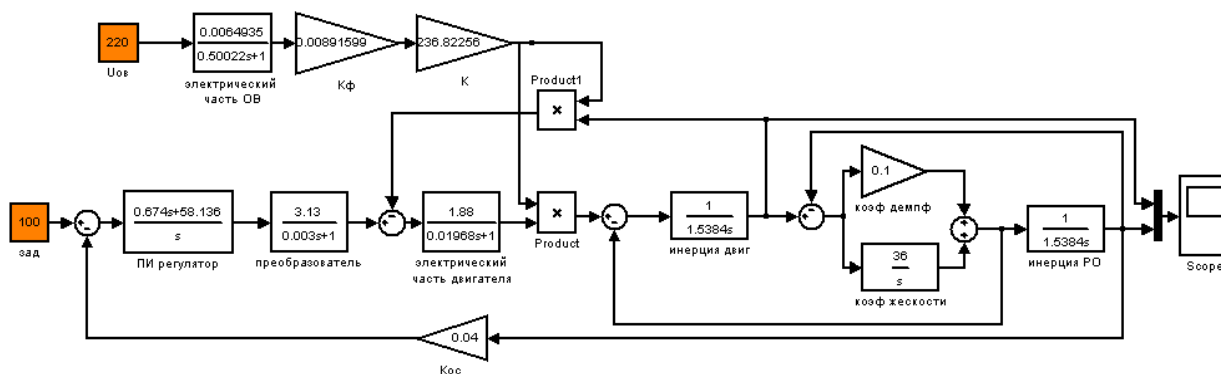 220
Uов
0.0064935
0.50022s+1
электрический
часть ОВ
0.00891599
Кф
236.82256
К
Product1
×
100
зад
0.674s+58.136
s
ПИ регулятор
3.13
0.003s+1
преобразователь
1.88
0.01968s+1
электрический
часть двигателя
×
Product
1
1.5384s
инерция двиг
0.1
коэф демпф
36
s
коэф жескости
1
1.5384s
инерция РО
Scope
0.04
Кос